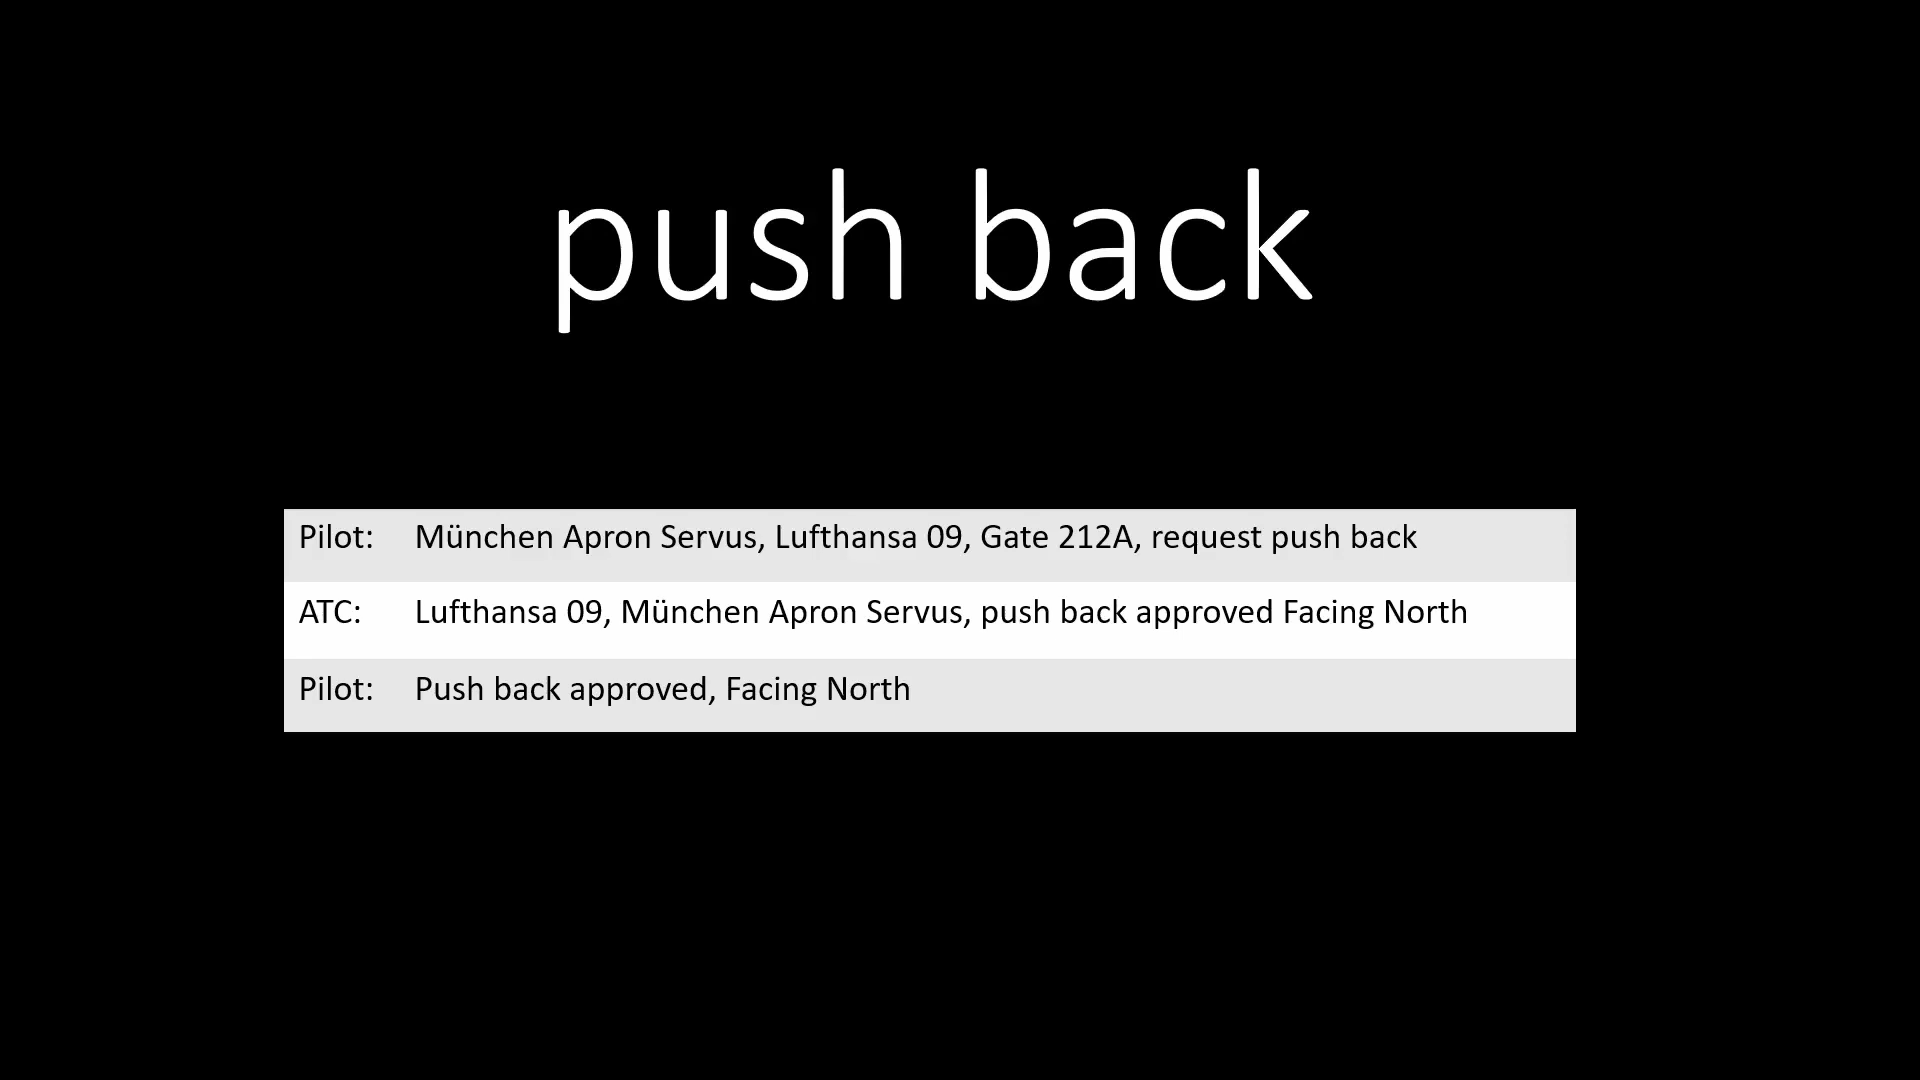 push back
Pilot: München Apron Servus, Lufthansa 09, Gate 212A, request push back
ATC: Lufthansa 09, München Apron Servus, push back approved Facing North
Pilot: Push back approved, Facing North